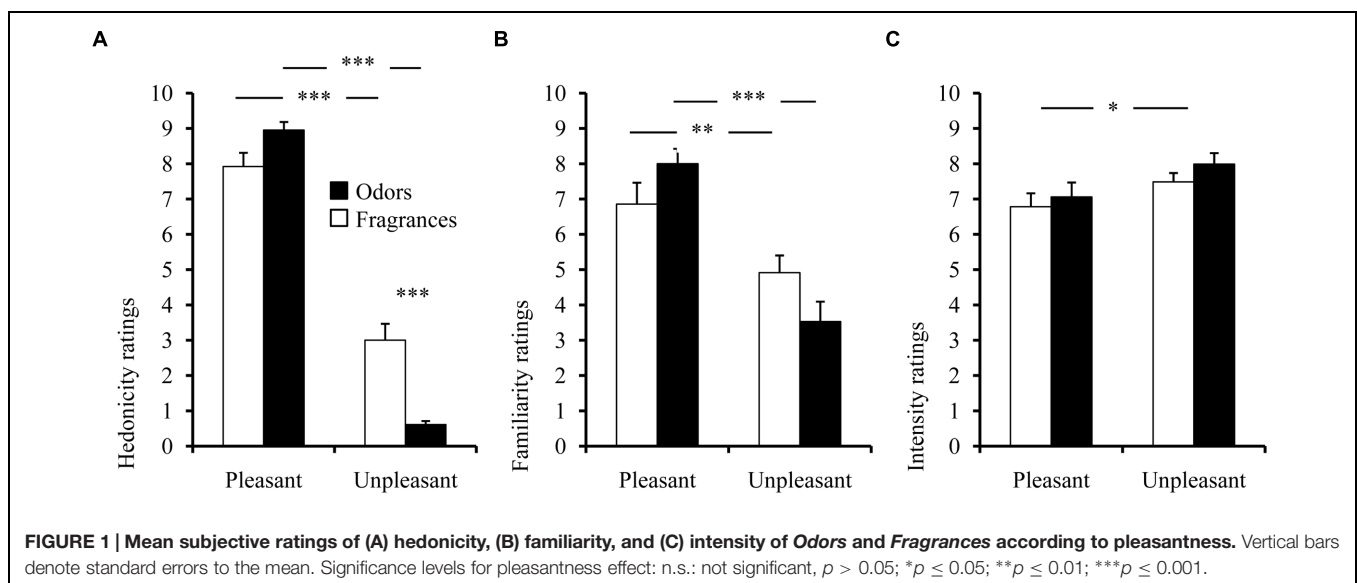 A
B
C
***
***
10
9
8
7
6
5
4
3
2
1
0
Hedonicity ratings
Odors
Fragrances
***
Pleasant
Unpleasant
***
**
10
9
8
7
6
5
4
3
2
1
0
Familiarity ratings
Pleasant
Unpleasant
*
10
9
8
7
6
5
4
3
2
1
0
Intensity ratings
Pleasant
Unpleasant
FIGURE 1 | Mean subjective ratings of (A) hedonicity, (B) familiarity, and (C) intensity of Odors and Fragrances according to pleasantness. Vertical bars
denote standard errors to the mean. Significance levels for pleasantness effect: n.s.: not significant, p > 0.05; *p ≤ 0.05; **p ≤ 0.01; ***p ≤ 0.001.